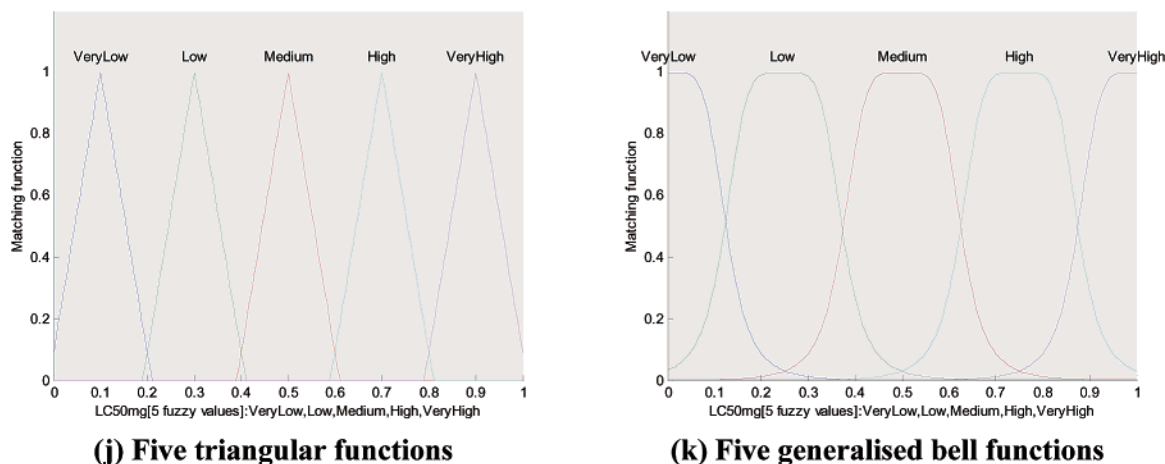 VeryLow Low Medium High VeryHigh
1
0.8
0.6
0.4
0.2
0
Matching function
0 0.1 0.2 0.3 0.4 0.5 0.6 0.7 0.8 0.9 1
LC50mg[5 fuzzy values]:VeryLow,Low,Medium,High,VeryHigh
(j) Five triangular functions
VeryLow Low Medium High VeryHigh
1
0.8
0.6
0.4
0.2
0
Matching function
0 0.1 0.2 0.3 0.4 0.5 0.6 0.7 0.8 0.9 1
LC50mg[5 fuzzy values]:VeryLow,Low,Medium,High,VeryHigh
(k) Five generalised bell functions